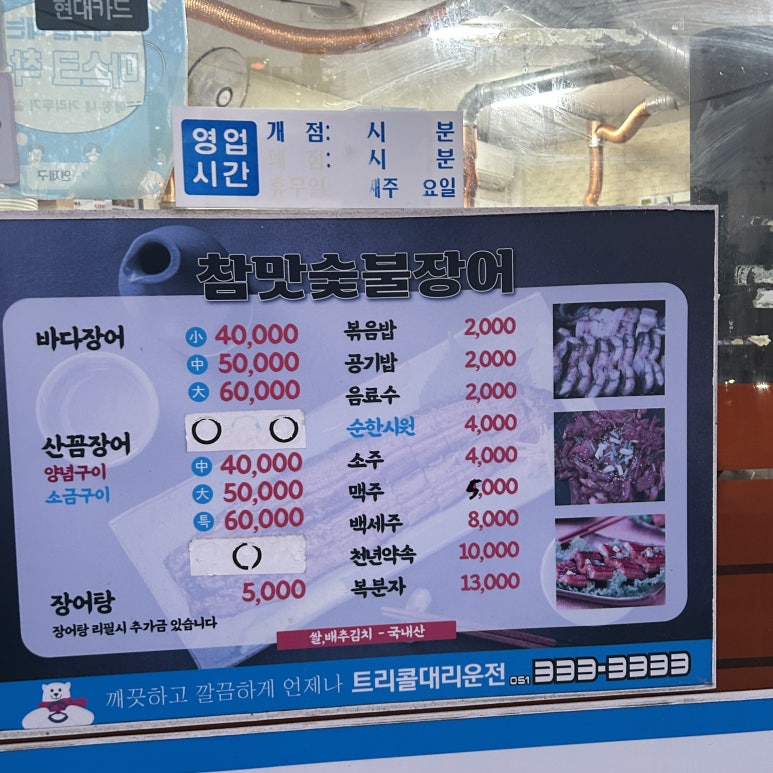 현대카드
마스크 착
영업
시간
개 점: 시 분
폐 점: 시 분
휴무일 매주 요일
연제구
참맛숯불장어
바다장어
小 40,000
中 50,000
大 60,000
산꼼장어
양념구이
소금구이
中 40,000
大 50,000
특 60,000
장어탕 5,000
장어탕 리필시 추가금 있습니다
볶음밥 2,000
공기밥 2,000
음료수 2,000
순한시원 4,000
소주 4,000
맥주 5,000
백세주 8,000
천년약속 10,000
복분자 13,000
쌀,배추김치 - 국내산
깨끗하고 깔끔하게 언제나 트리콜대리운전 051 333-3333